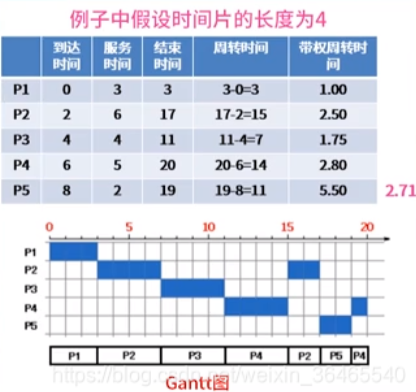 例子中假设时间片的长度为4
到达时间 服务时间 结束时间 周转时间 带权周转时间
P1 0 3 3 3-0=3 1.00
P2 2 6 17 17-2=15 2.50
P3 4 4 11 11-4=7 1.75
P4 6 5 20 20-6=14 2.80
P5 8 2 19 19-8=11 5.50 2.71
0 5 10 15 20
P1
P2
P3
P4
P5
P1 P2 P3 P4 P2 P5 P4
Gantt图
https://blog.csdn.net/weixin_36465540